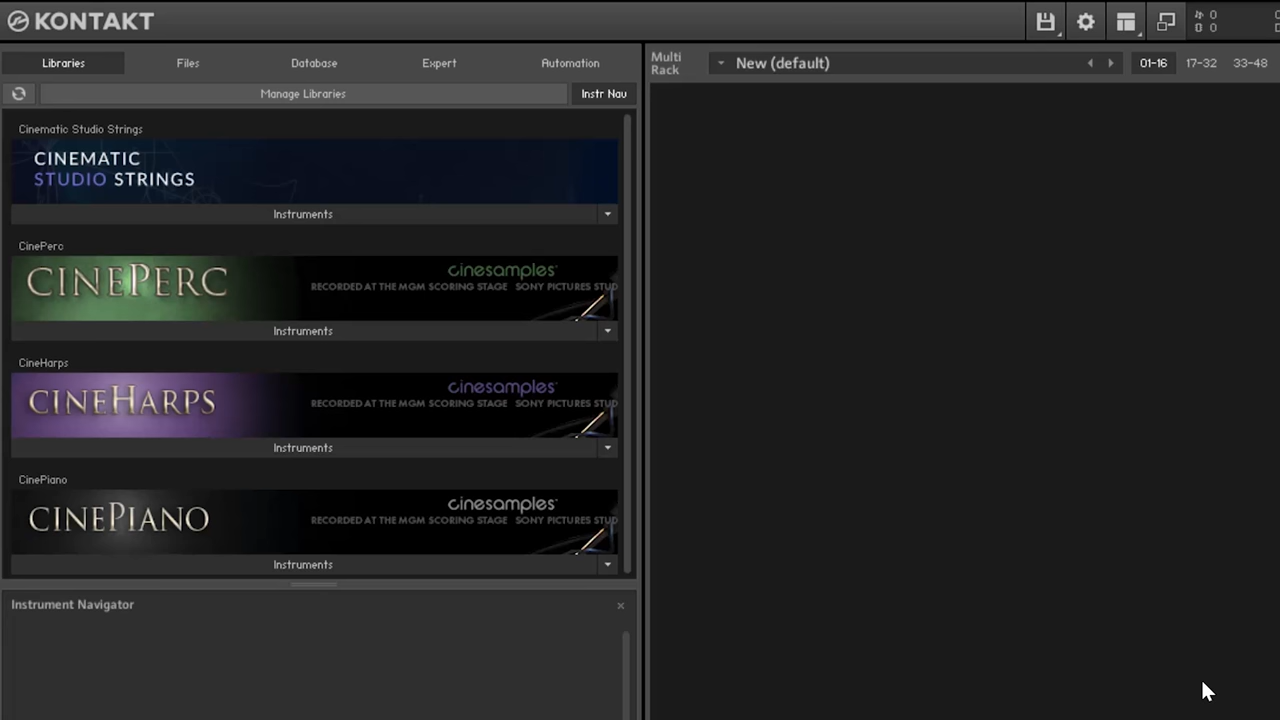 KONTAKT
0
0
Libraries Files Database Expert Automation
Multi
Rack
New (default) 01-16 17-32 33-48
Manage Libraries Instr Nav
Cinematic Studio Strings
CINEMATIC
STUDIO STRINGS
Instruments
CinePerc
CINEPERC
cinesamples
RECORDED AT THE MGM SCORING STAGE SONY PICTURES STUD
Instruments
CineHarps
CINEHARPS
cinesamples
RECORDED AT THE MGM SCORING STAGE SONY PICTURES STUD
Instruments
CinePiano
CINEPIANO
cinesamples
RECORDED AT THE MGM SCORING STAGE SONY PICTURES STUD
Instruments
Instrument Navigator